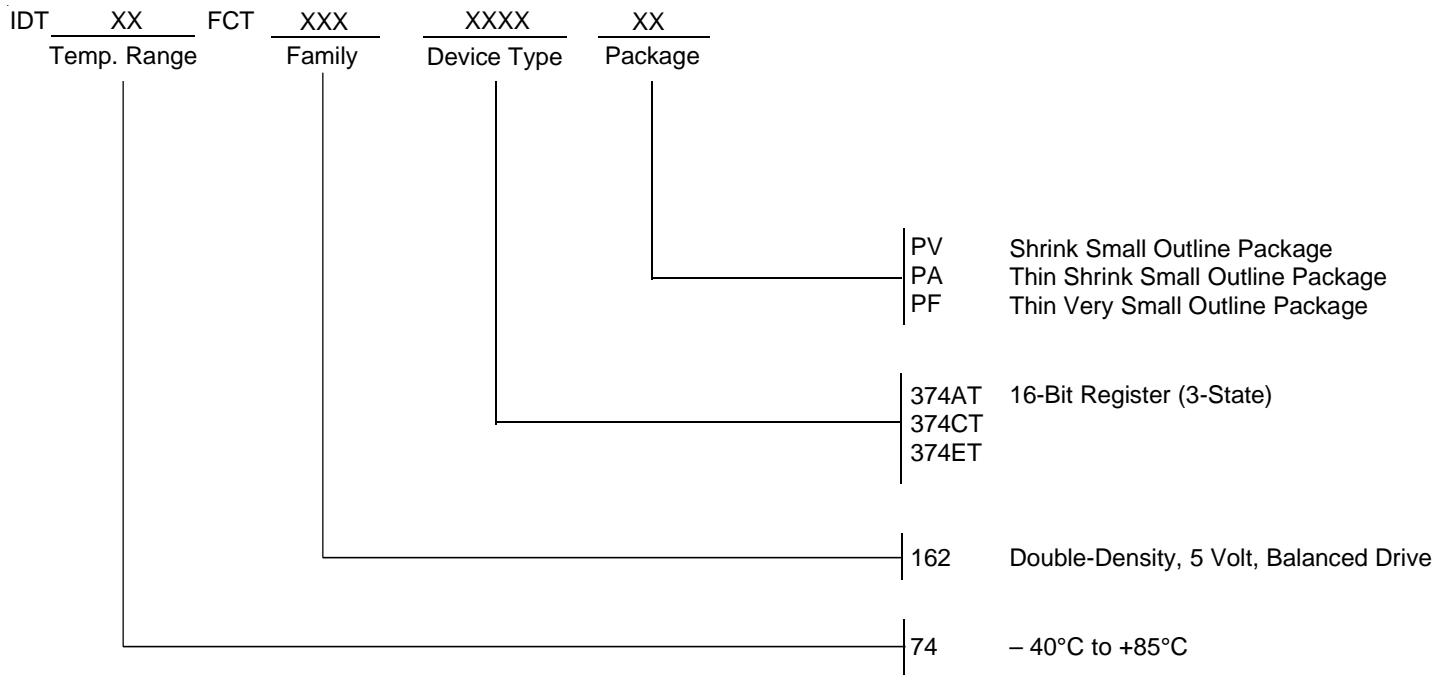 IDT XX FCT XXX XXXX XX
Temp. Range Family Device Type Package
PV Shrink Small Outline Package
PA Thin Shrink Small Outline Package
PF Thin Very Small Outline Package
374AT 16-Bit Register (3-State)
374CT
374ET
162 Double-Density, 5 Volt, Balanced Drive
74 – 40°C to +85°C